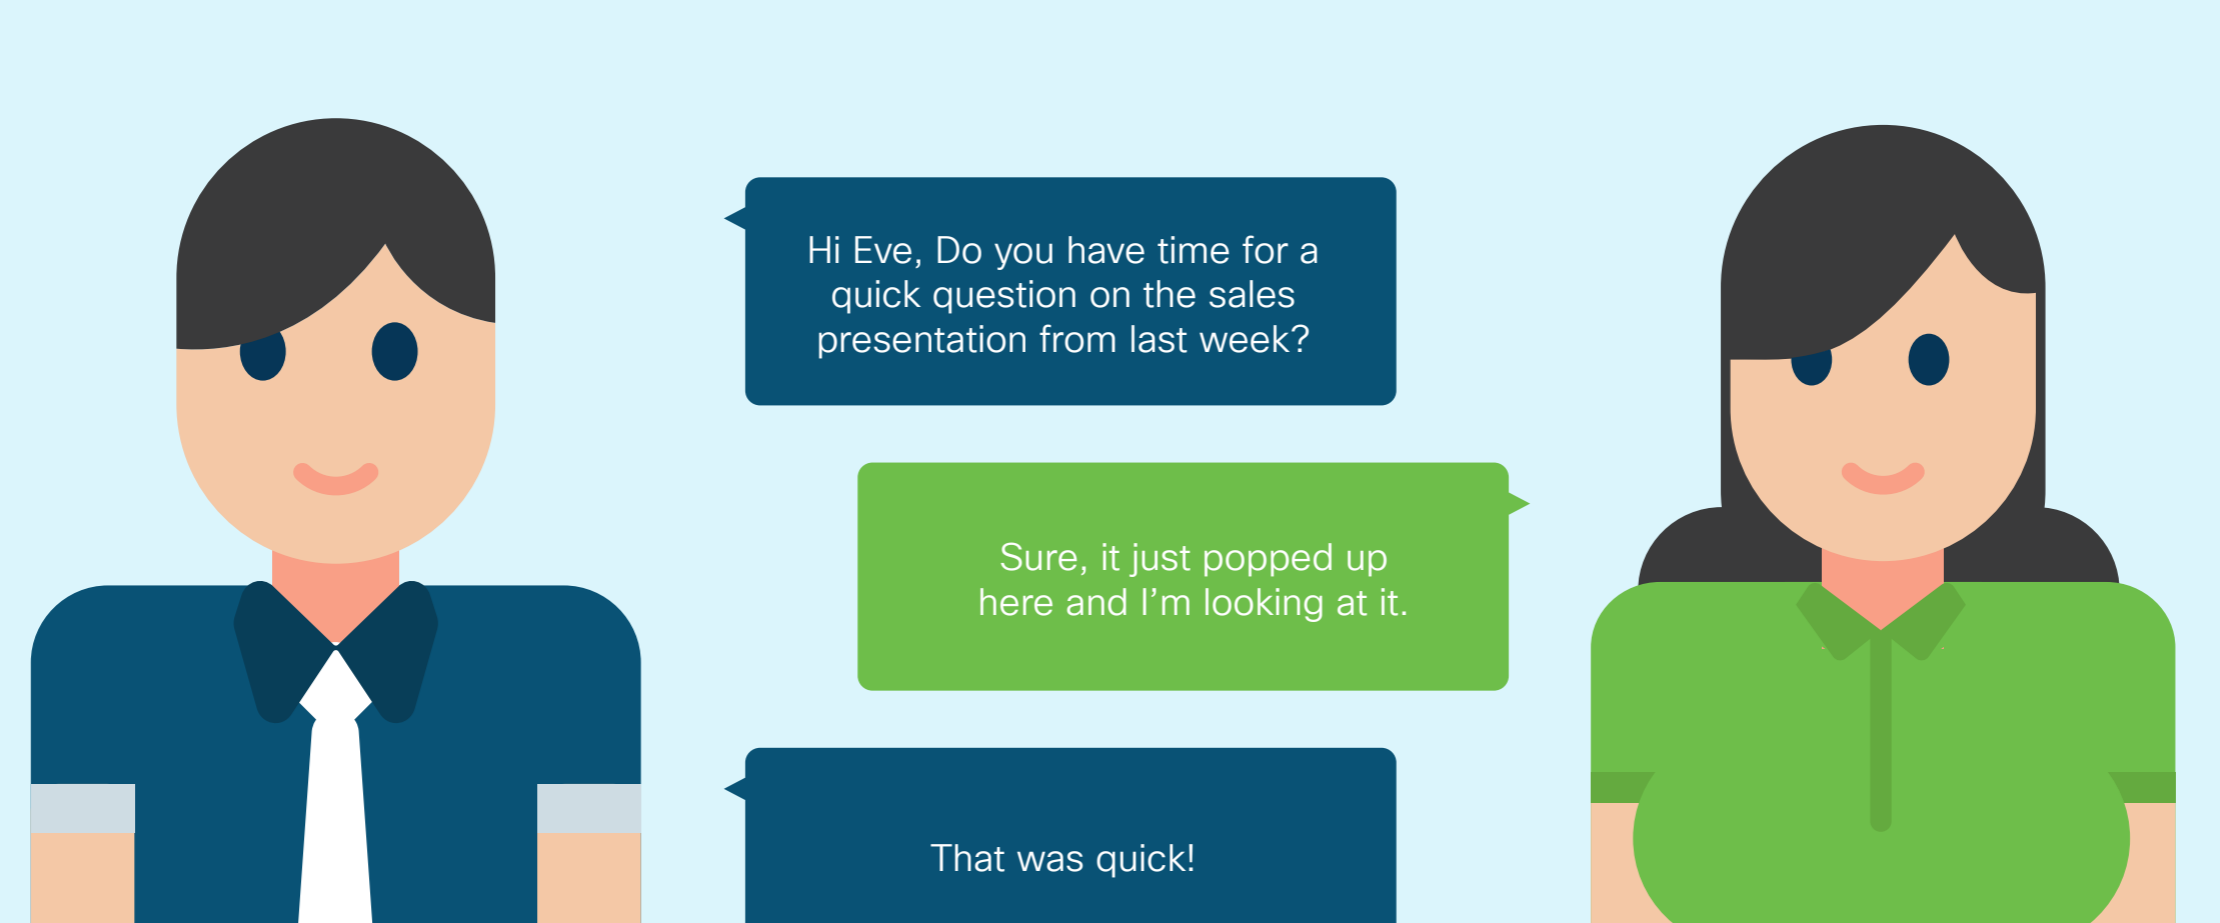 Hi Eve, Do you have time for a
quick question on the sales
presentation from last week?
Sure, it just popped up
here and I’m looking at it.
That was quick!